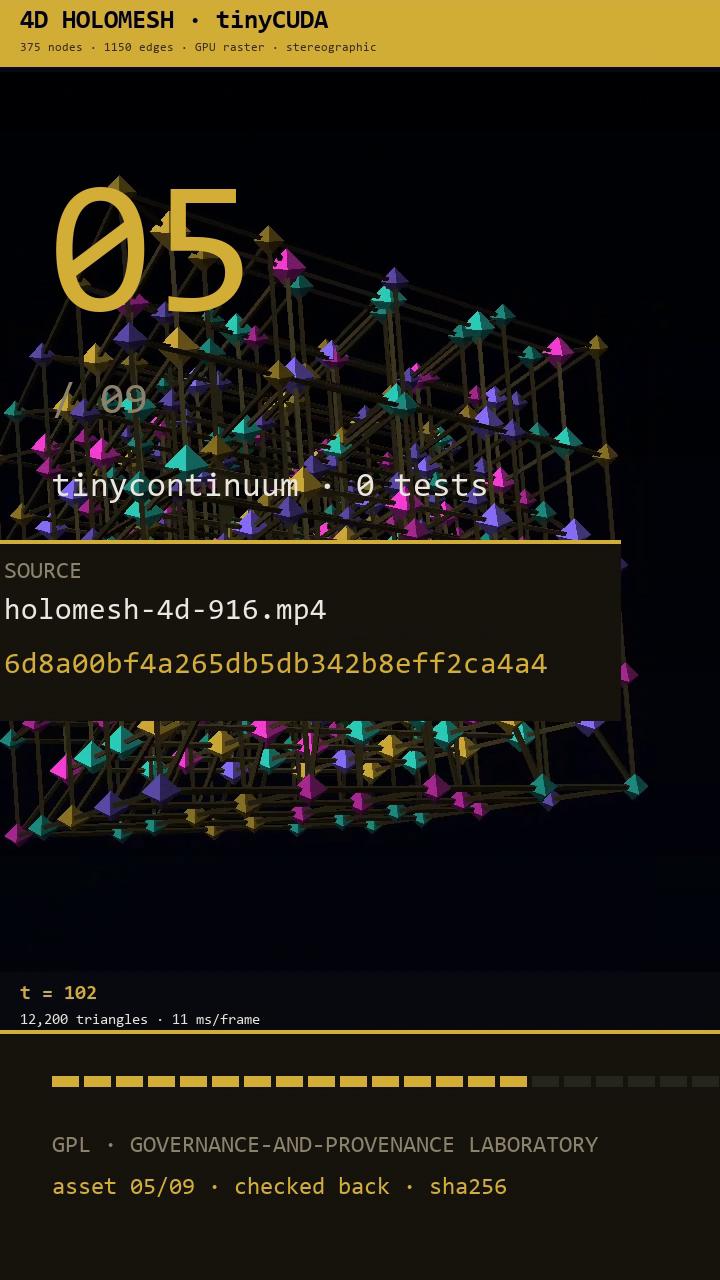 4D HOLOMESH · tinyCUDA
375 nodes · 1150 edges · GPU raster · stereographic
05
/ 09
tinycontinuum · 0 tests
SOURCE
holomesh-4d-916.mp4
6d8a00bf4a265db5db342b8eff2ca4a4
t = 102
12,200 triangles · 11 ms/frame
GPL · GOVERNANCE-AND-PROVENANCE LABORATORY
asset 05/09 · checked back · sha256